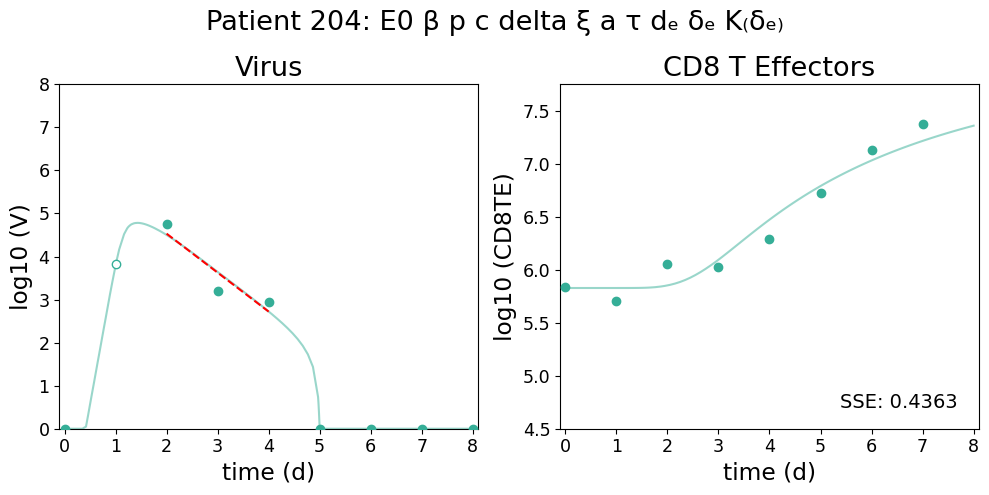 Patient 204: E0 β p c delta ξ a τ dₑ δₑ K₍δₑ₎
Virus
CD8 T Effectors
8
7
6
5
4
3
2
1
0
log10 (V)
0 1 2 3 4 5 6 7 8
time (d)
7.5
7.0
6.5
6.0
5.5
5.0
4.5
log10 (CD8TE)
SSE: 0.4363
0 1 2 3 4 5 6 7 8
time (d)